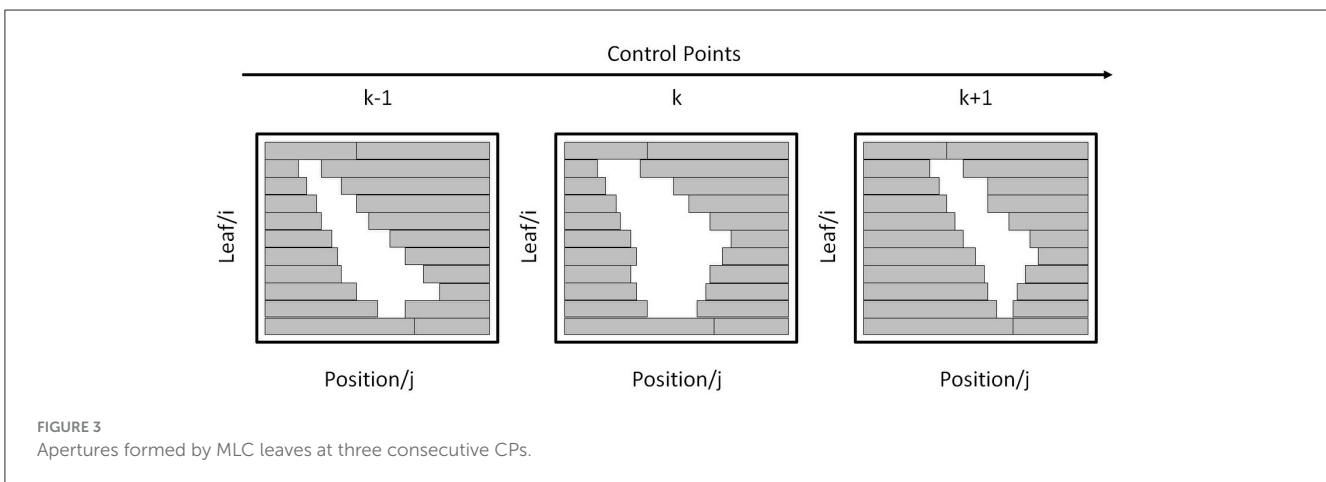 Control Points
k-1
k
k+1
Leaf/i
Leaf/i
Leaf/i
Position/j
Position/j
Position/j
FIGURE 3
Apertures formed by MLC leaves at three consecutive CPs.